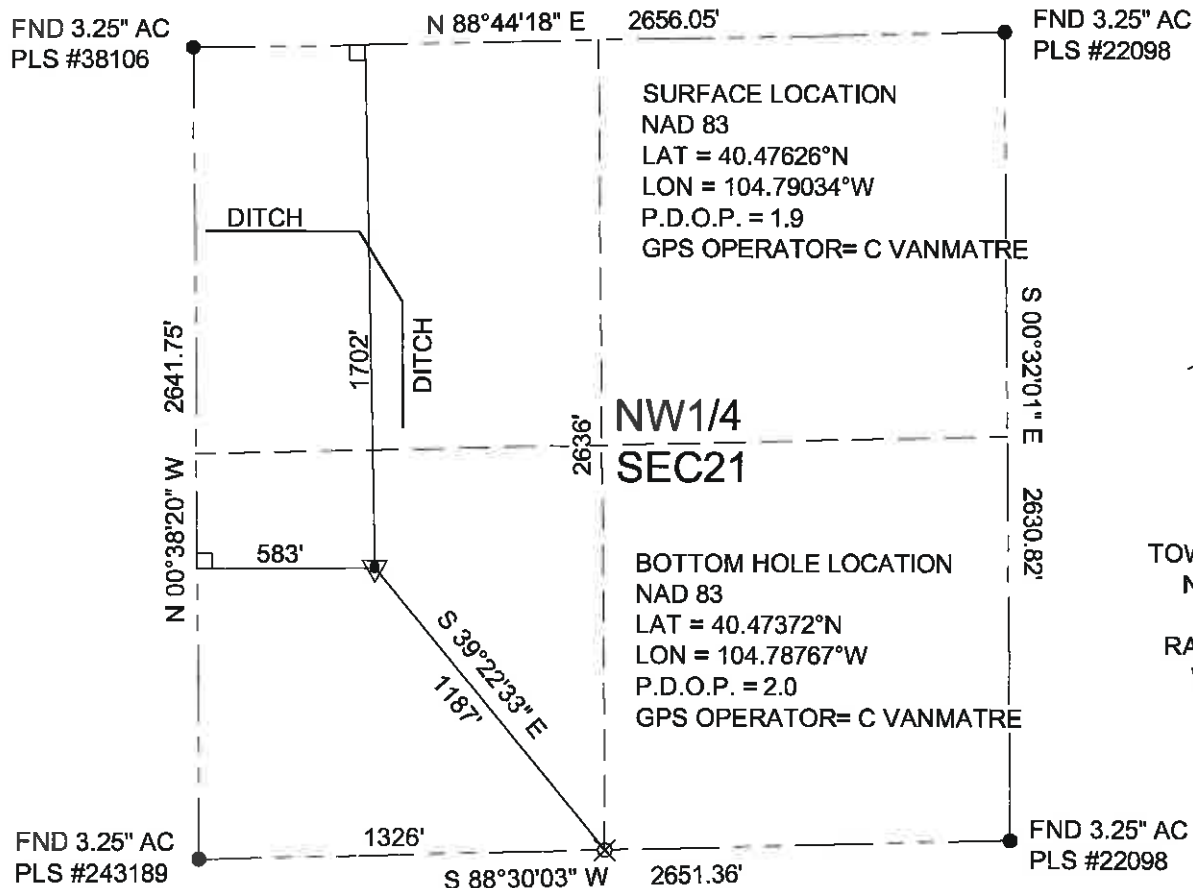 N 88°44'18" E 2656.05'
FND 3.25" AC
PLS #38106
FND 3.25" AC
PLS #22098
SURFACE LOCATION
NAD 83
LAT = 40.47626°N
LON = 104.79034°W
P.D.O.P. = 1.9
GPS OPERATOR= C VANMATRE
DITCH
DITCH
2641.75'
1702'
S 00°32'01" E
NW1/4
SEC21
2636'
N 00°38'20" W
2630.82'
583'
BOTTOM HOLE LOCATION
NAD 83
LAT = 40.47372°N
LON = 104.78767°W
P.D.O.P. = 2.0
GPS OPERATOR= C VANMATRE
TOW
N
RA
S 39°22'33" E
1187'
FND 3.25" AC
PLS #243189
1326'
S 88°30'03" W 2651.36'
FND 3.25" AC
PLS #22098